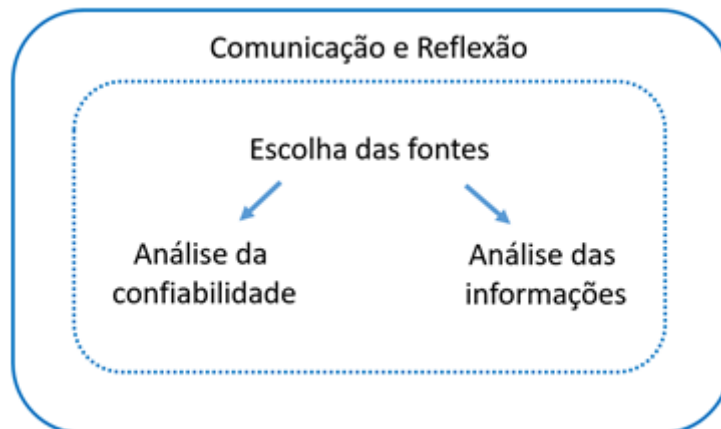 Comunicação e Reflexão
Escolha das fontes
Análise da
confiabilidade
Análise das
informações